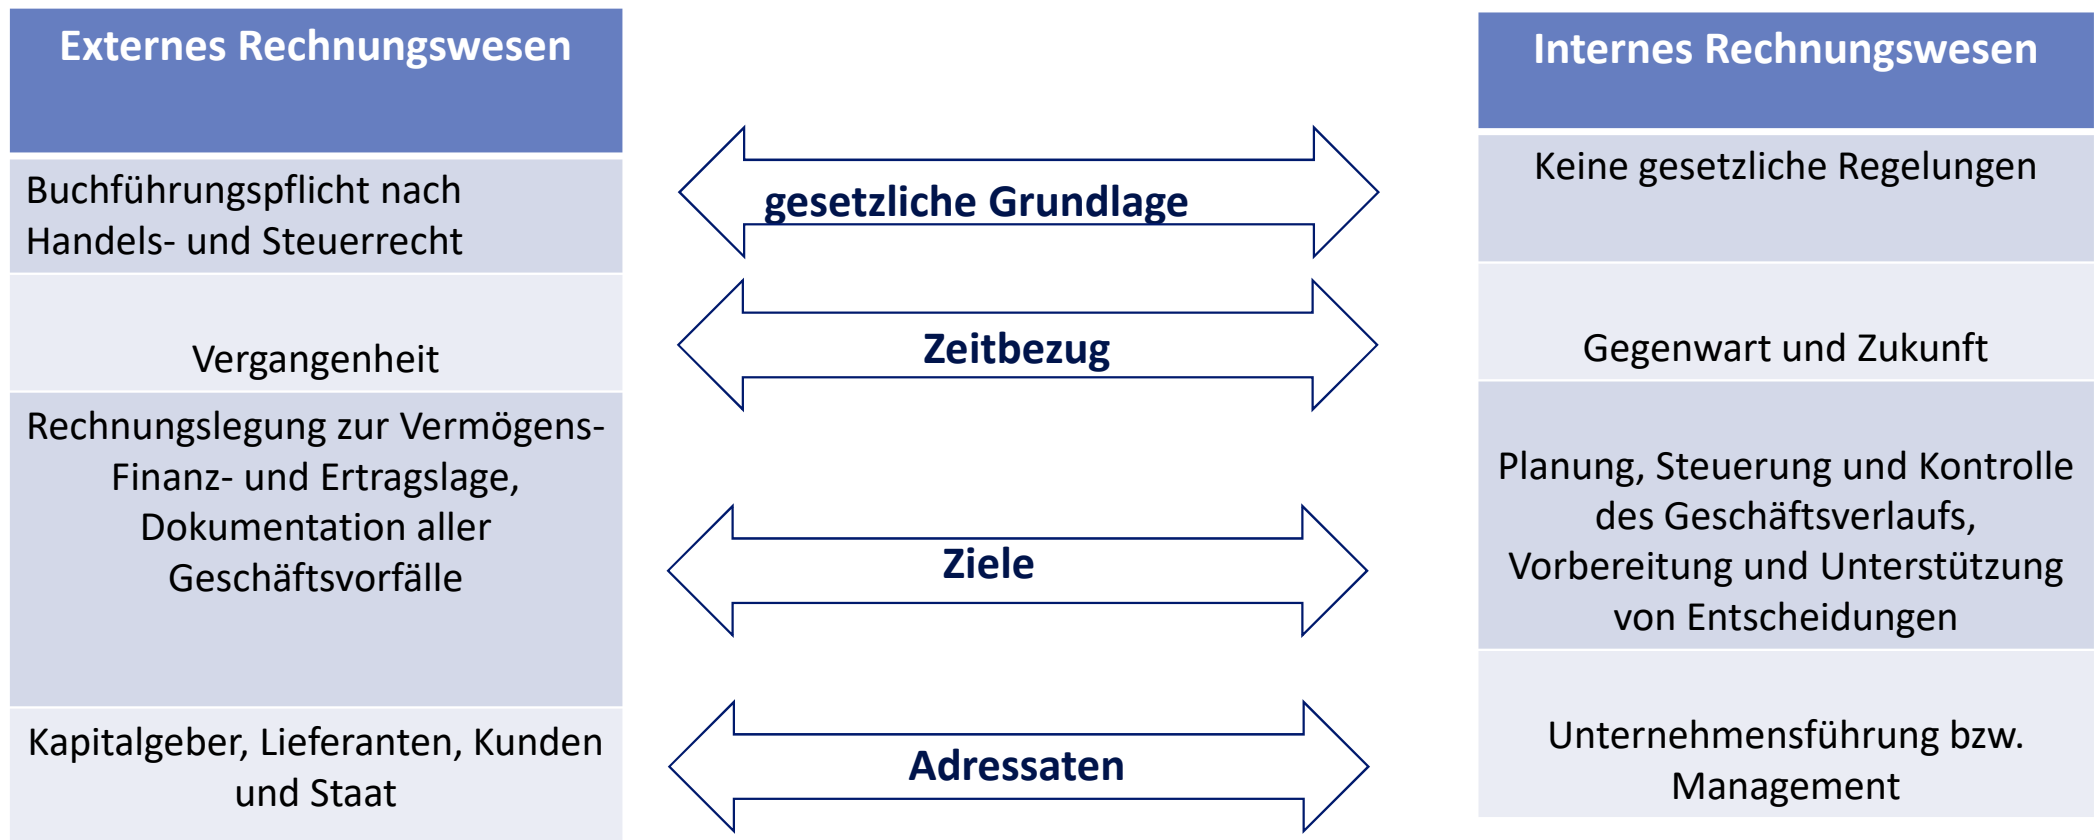 Externes Rechnungswesen
Buchführungspflicht nach
Handels- und Steuerrecht
Vergangenheit
Rechnungslegung zur Vermögens-
Finanz- und Ertragslage,
Dokumentation aller
Geschäftsvorfälle
Kapitalgeber, Lieferanten, Kunden
und Staat
gesetzliche Grundlage
Zeitbezug
Ziele
Adressaten
Internes Rechnungswesen
Keine gesetzliche Regelungen
Gegenwart und Zukunft
Planung, Steuerung und Kontrolle
des Geschäftsverlaufs,
Vorbereitung und Unterstützung
von Entscheidungen
Unternehmensführung bzw.
Management